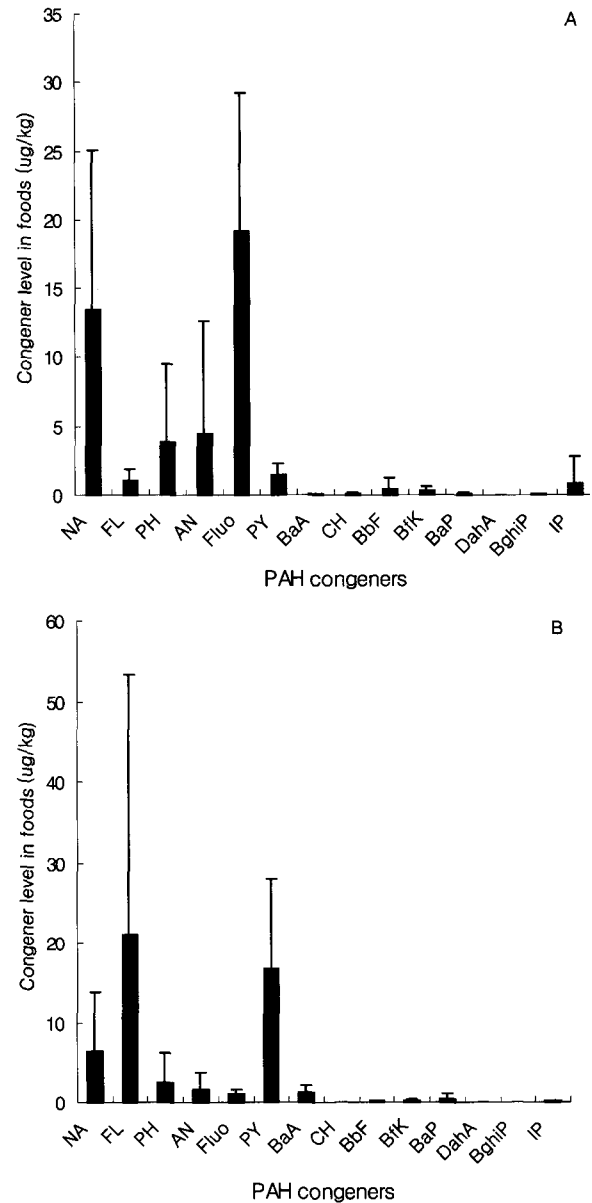 A
Congener level in foods (ug/kg)
35
30
25
20
15
10
5
0
NA FL PH AN Fluo PY BaA CH BbF BfK BaP DahA BghiP IP
PAH congeners
B
Congener level in foods (ug/kg)
60
50
40
30
20
10
0
NA FL PH AN Fluo PY BaA CH BbF BfK BaP DahA BghiP IP
PAH congeners